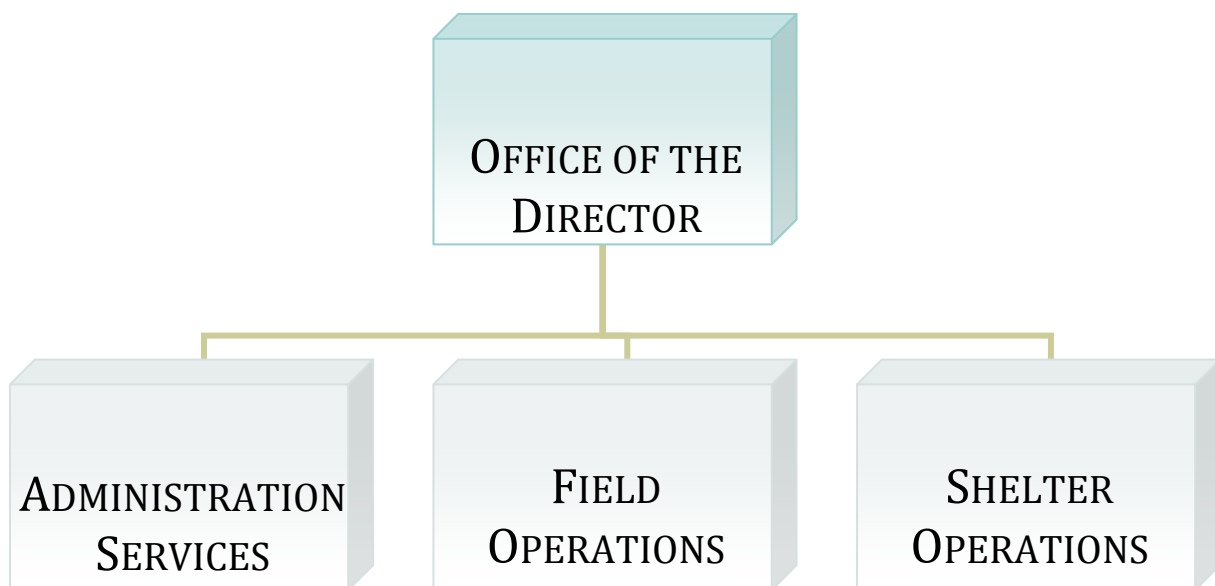 OFFICE OF THE
DIRECTOR
ADMINISTRATION
SERVICES
FIELD
OPERATIONS
SHELTER
OPERATIONS